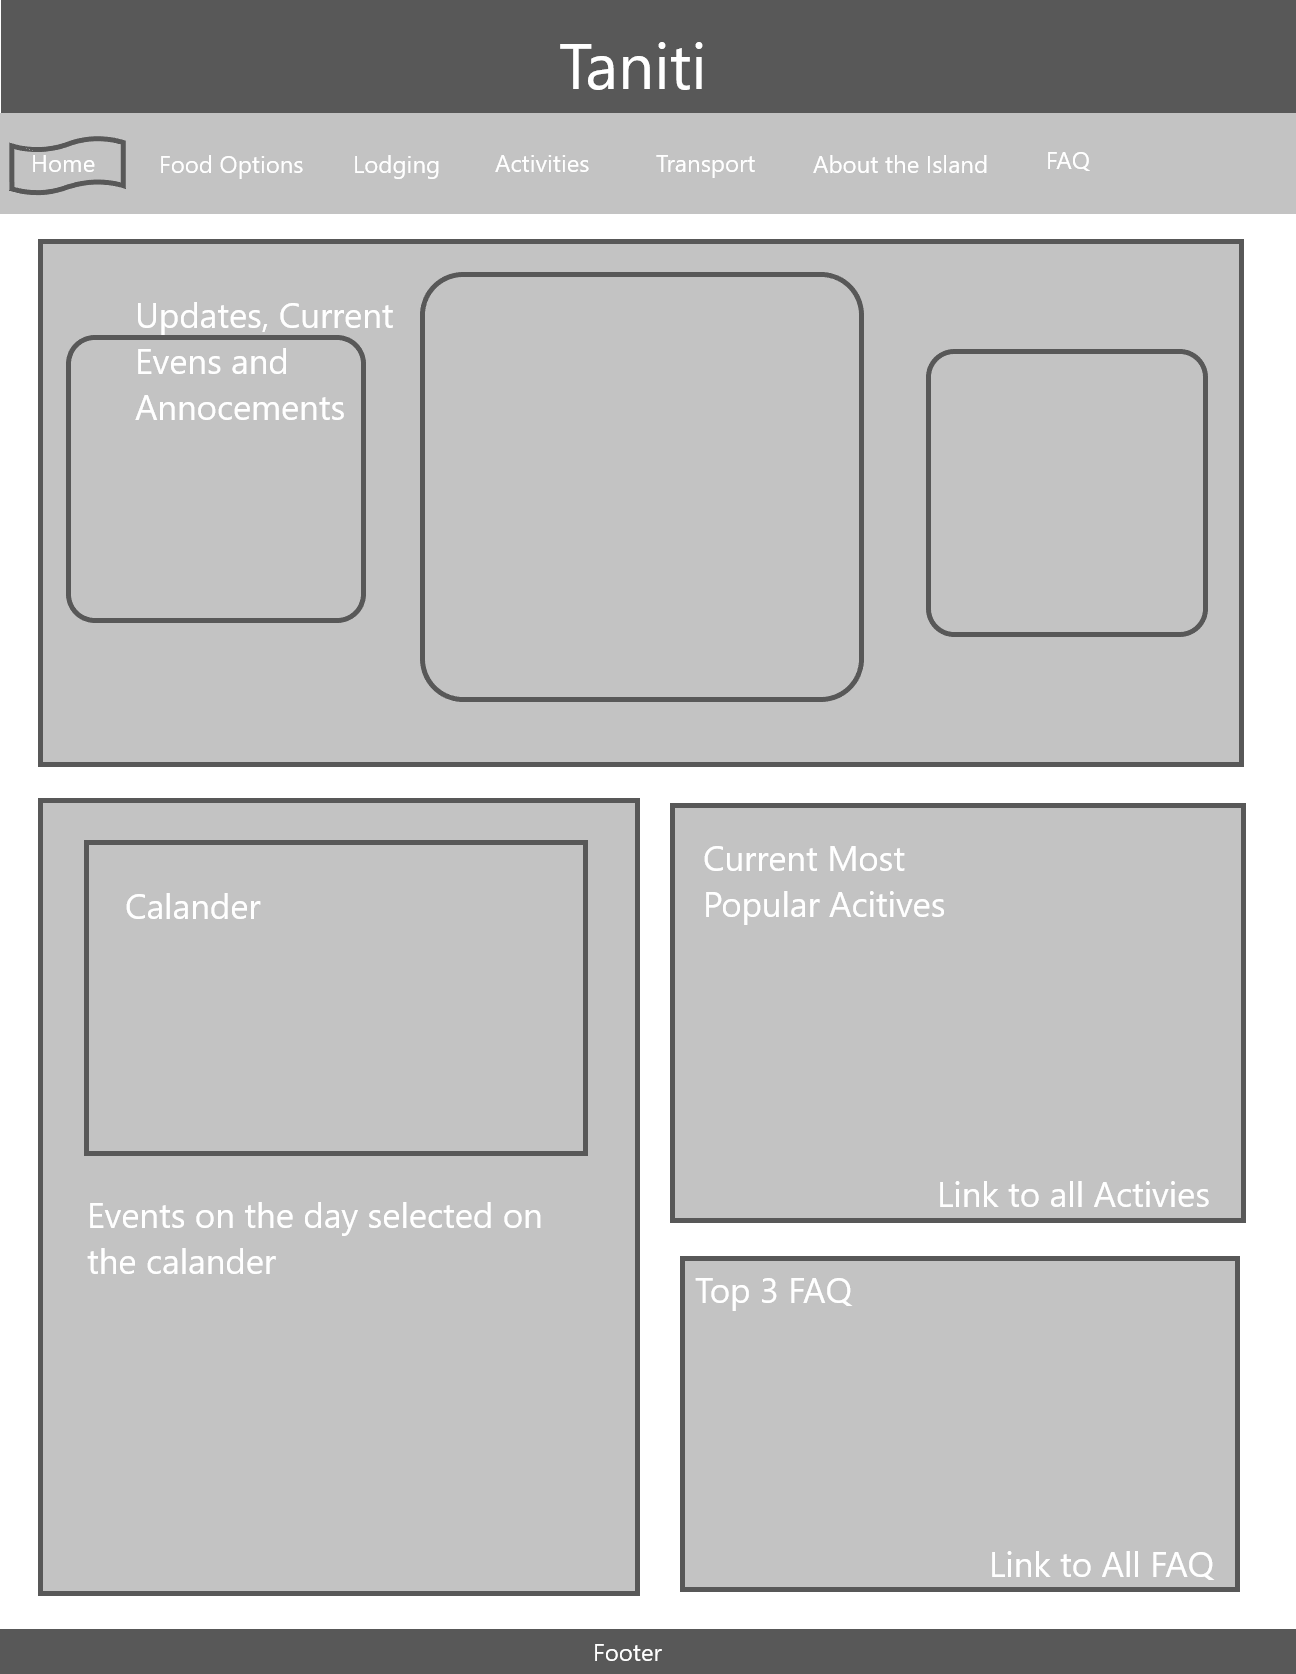 Taniti
Home Food Options Lodging Activities Transport About the Island FAQ
Updates, Current
Evens and
Annocements
Calander
Events on the day selected on
the calander
Current Most
Popular Acitives
Link to all Activies
Top 3 FAQ
Link to All FAQ
Footer